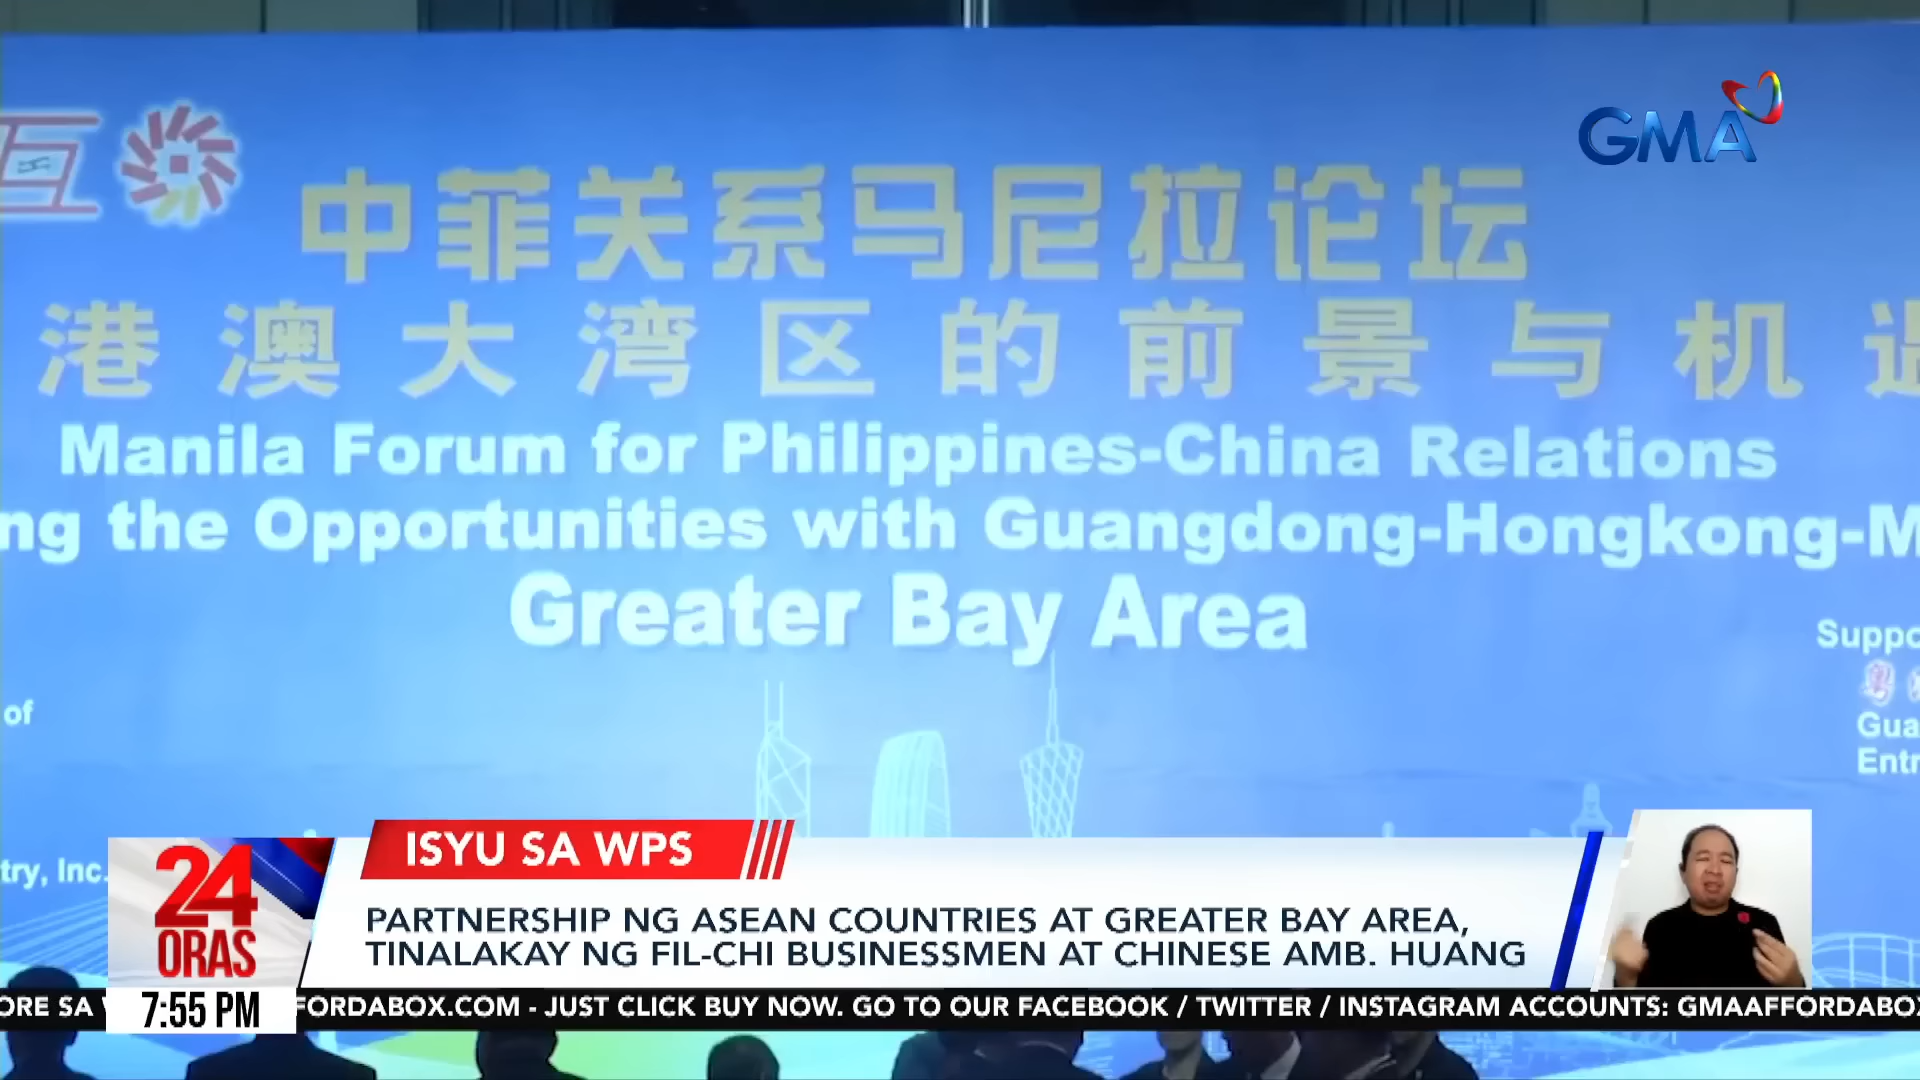 GMA
中菲关系马尼拉论坛
港澳大湾区的前景与机遇
Manila Forum for Philippines-China Relations
ng the Opportunities with Guangdong-Hongkong-M
Greater Bay Area
Suppo
of
Gua
Entr
try, Inc.
ISYU SA WPS
24 ORAS
PARTNERSHIP NG ASEAN COUNTRIES AT GREATER BAY AREA,
TINALAKAY NG FIL-CHI BUSINESSMEN AT CHINESE AMB. HUANG
7:55 PM
ORE SA FORDABOX.COM - JUST CLICK BUY NOW. GO TO OUR FACEBOOK / TWITTER / INSTAGRAM ACCOUNTS: GMAAFFORDABOX